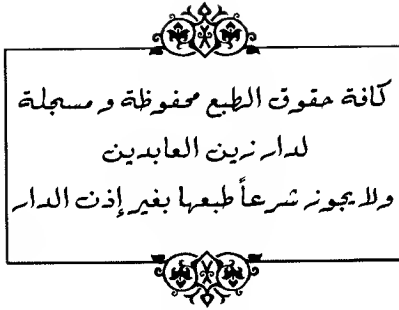 كافة حقوق الطبع محفوظة و مسجلة
لدار زين العابدين
ولا يجوز شرعاً طبعها بغير إذن الدار